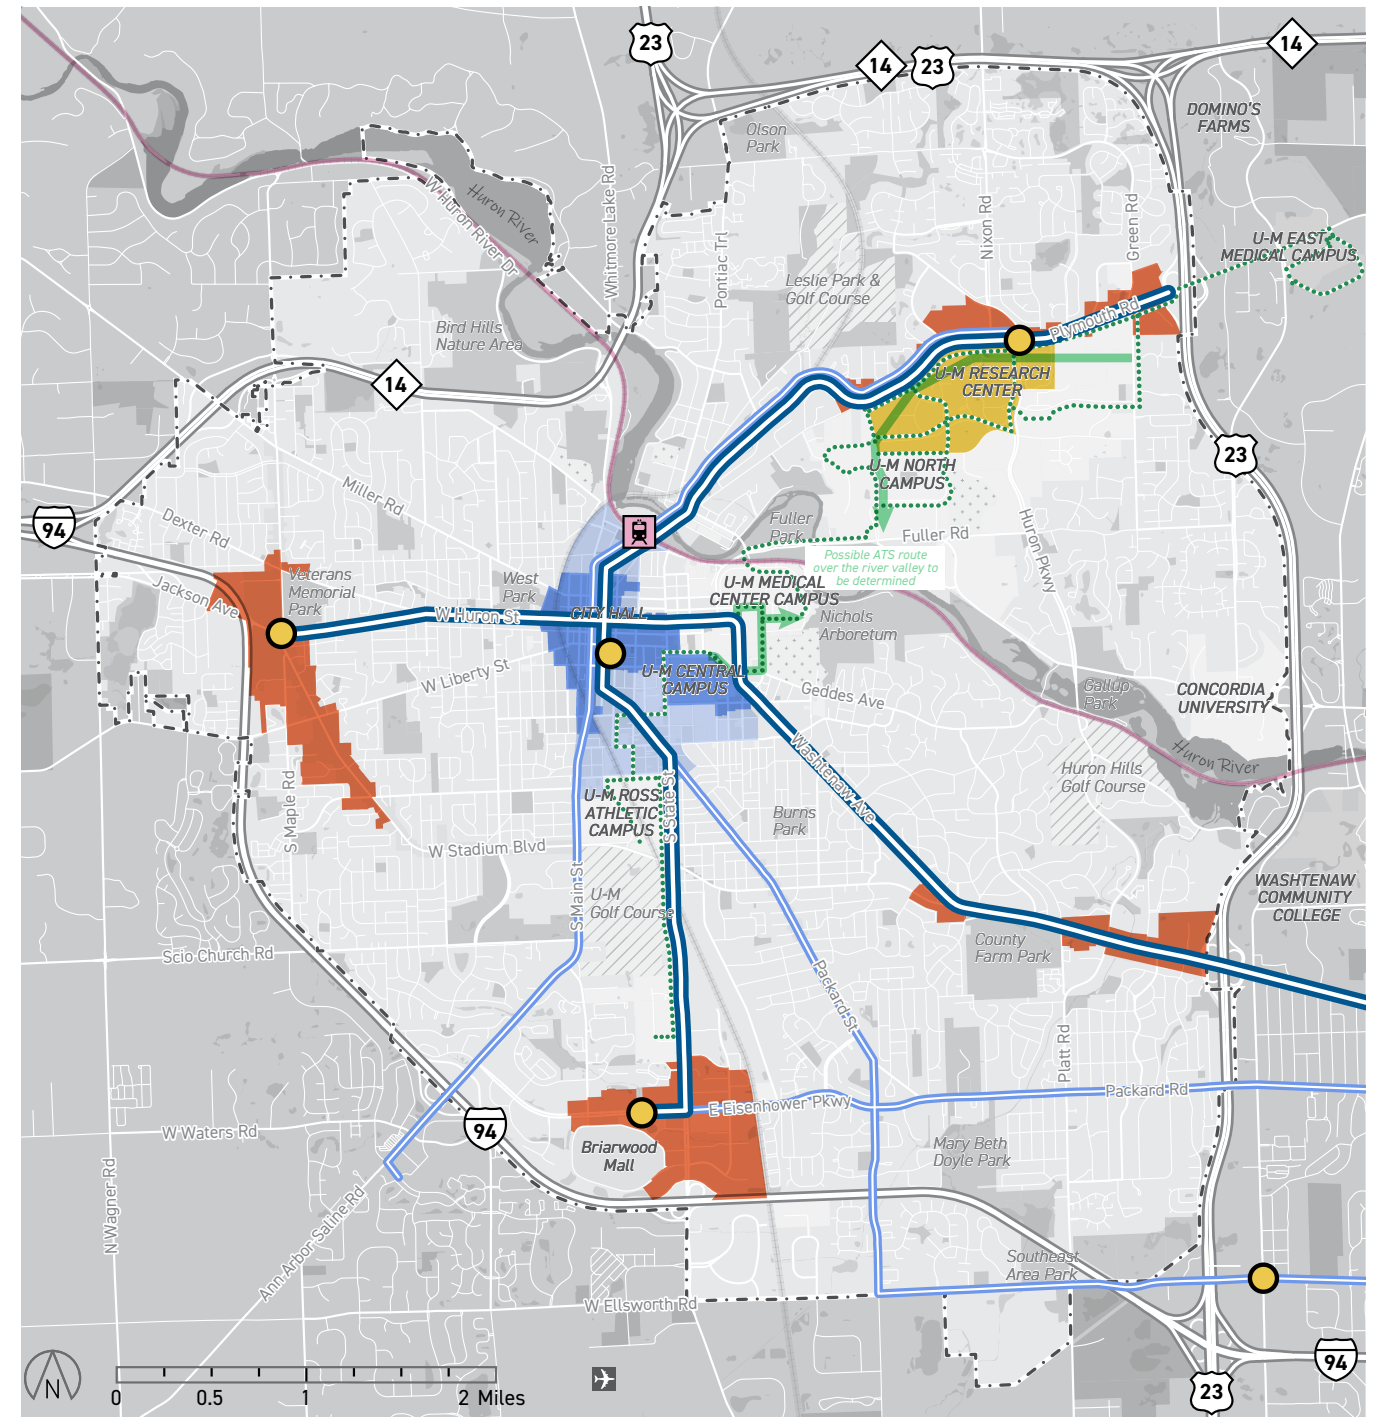 23
14
14
23
DOMINO'S
FARMS
Olson
Park
W Huron River Dr
Huron River
Whitmore Lake Rd
Pontiac Trl
Nixon Rd
Green Rd
U-M EAST
MEDICAL CAMPUS
Leslie Park &
Golf Course
Bird Hills
Nature Area
Plymouth Rd
14
U-M RESEARCH
CENTER
23
U-M NORTH
CAMPUS
Miller Rd
94
Dexter Rd
Fuller
Park
Fuller Rd
Huron Pkwy
Possible ATS route
over the river valley to
be determined
Jackson Ave
Veterans
Memorial
Park
West
Park
U-M MEDICAL
CENTER CAMPUS
W Huron St
CITY HALL
Nichols
Arboretum
W Liberty St
U-M CENTRAL
CAMPUS
Geddes Ave
Gallup
Park
CONCORDIA
UNIVERSITY
Washtenaw Ave
Huron River
Huron Hills
Golf Course
S Maple Rd
U-M ROSS
ATHLETIC
CAMPUS
S State St
Burns
Park
W Stadium Blvd
S Main St
U-M
Golf Course
WASHTENAW
COMMUNITY
COLLEGE
Scio Church Rd
County
Farm Park
Packard St
Platt Rd
Packard Rd
E Eisenhower Pkwy
94
W Waters Rd
Briarwood
Mall
Mary Beth
Doyle Park
N Wagner Rd
Ann Arbor Saline Rd
Southeast
Area Park
W Ellsworth Rd
94
23
N
0 0.5 1 2 Miles